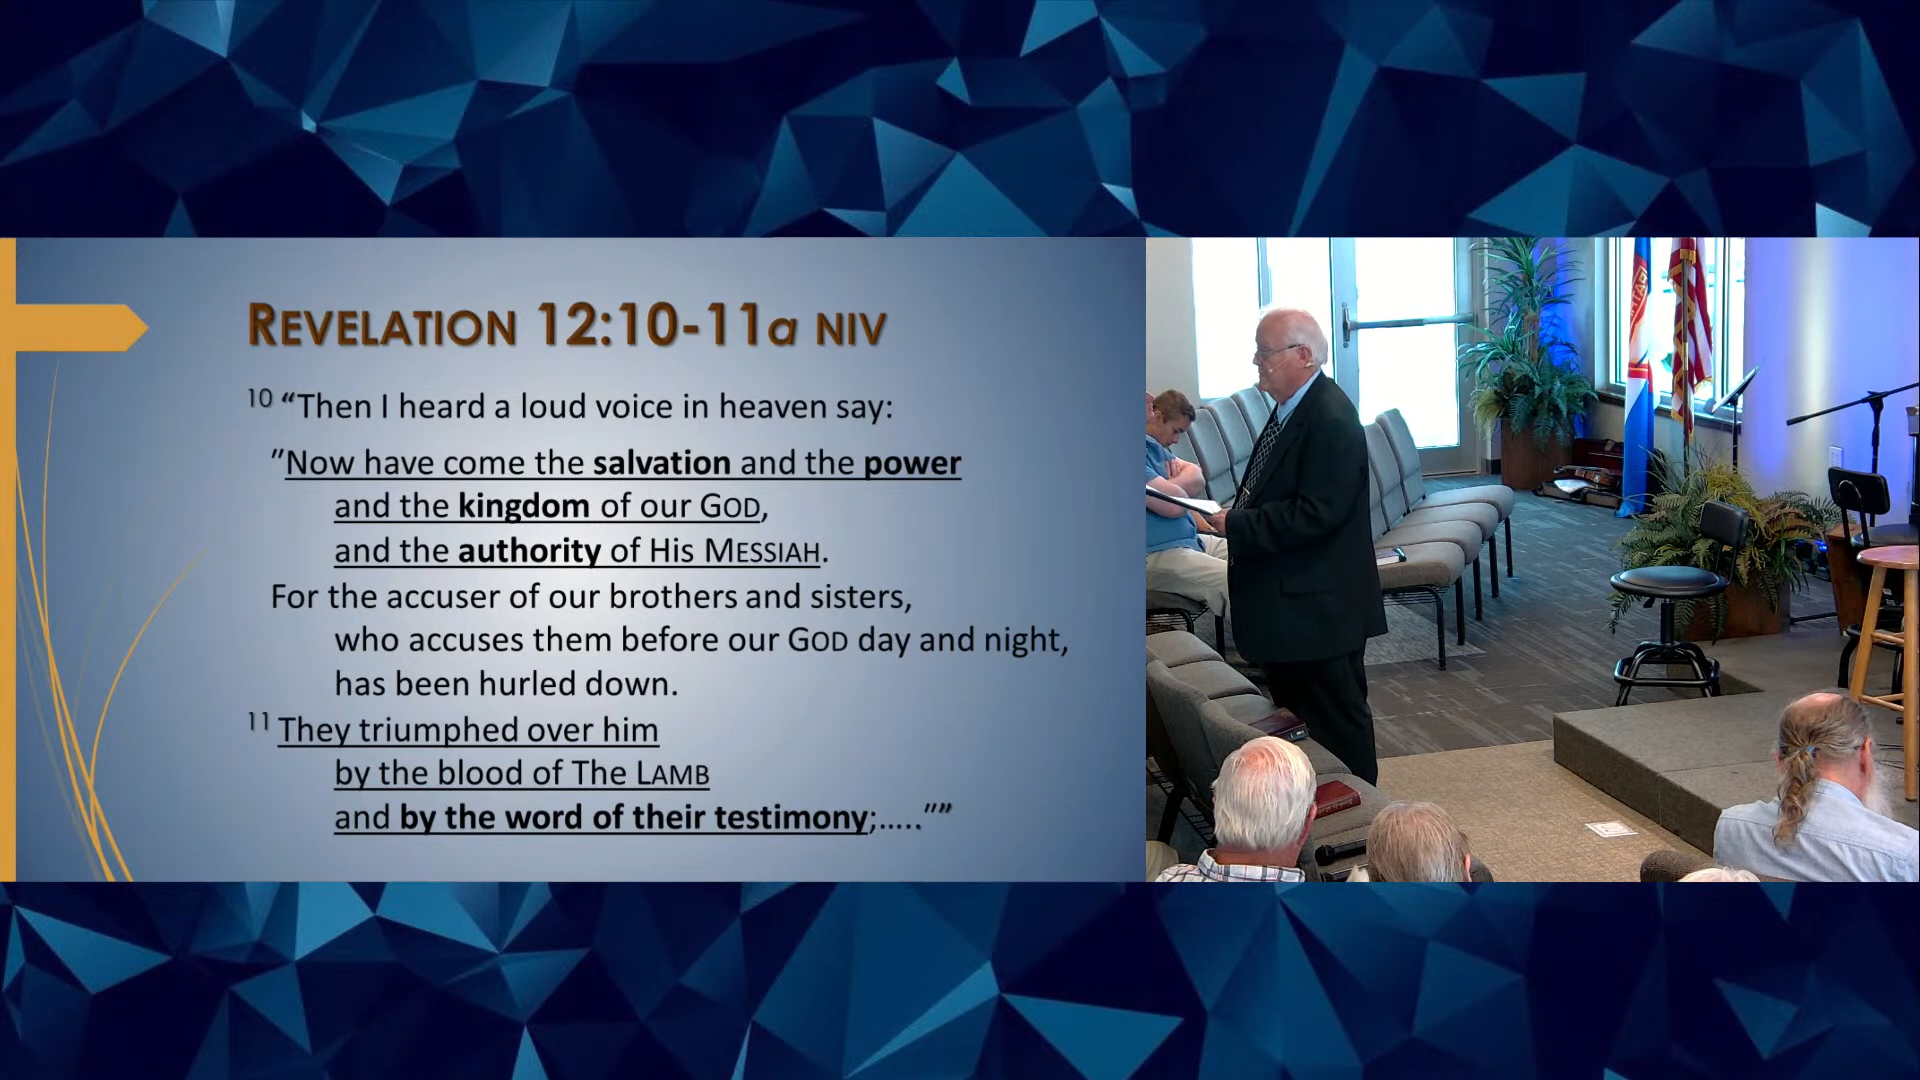 REVELATION 12:10-11a NIV
10 “Then I heard a loud voice in heaven say:
"Now have come the salvation and the power
and the kingdom of our GOD,
and the authority of His MESSIAH.
For the accuser of our brothers and sisters,
who accuses them before our GOD day and night,
has been hurled down.
11 They triumphed over him
by the blood of The LAMB
and by the word of their testimony;…..”"